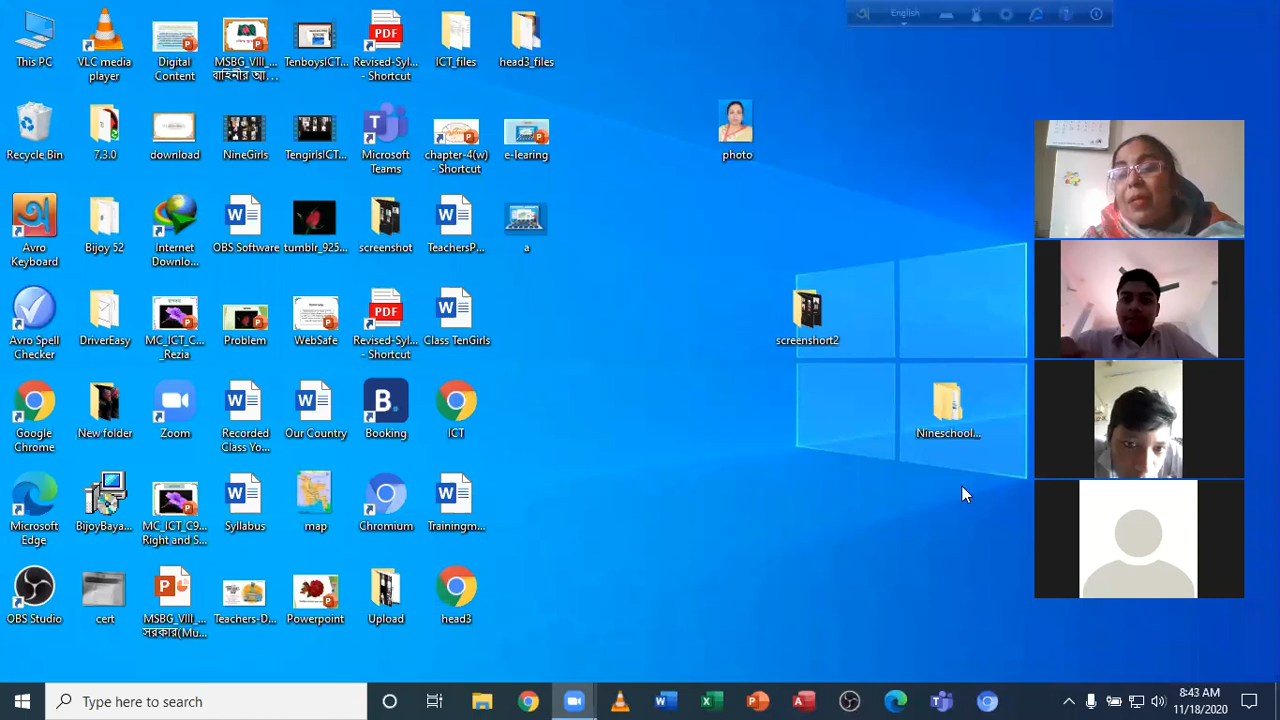 English
This PC
VLC media
player
Digital
Content
MSBG_VIII_...
বাহিনীর আ...
TenboysICT...
Revised-Syl...
- Shortcut
ICT_files
head3_files
Recycle Bin
7.3.0
download
NineGirls
TengirlsICT...
Microsoft
Teams
chapter-4(w)
- Shortcut
e-learing
photo
Avro
Keyboard
Bijoy 52
Internet
Downlo...
OBS Software
tumblr_925...
screenshot
TeachersP...
a
Avro Spell
Checker
DriverEasy
MC_ICT_C...
_Rezia
Problem
WebSafe
Revised-Syl...
- Shortcut
Class TenGirls
screenshort2
Google
Chrome
New folder
Zoom
Recorded
Class Yo...
Our Country
Booking
ICT
Nineschool...
Microsoft
Edge
BijoyBaya...
MC_ICT_C9...
Right and S...
Syllabus
map
Chromium
Trainingm...
OBS Studio
cert
MSBG_VIII_...
সরকার(Mu...
Teachers-D...
Powerpoint
Upload
head3
Type here to search
8:43 AM
11/18/2020